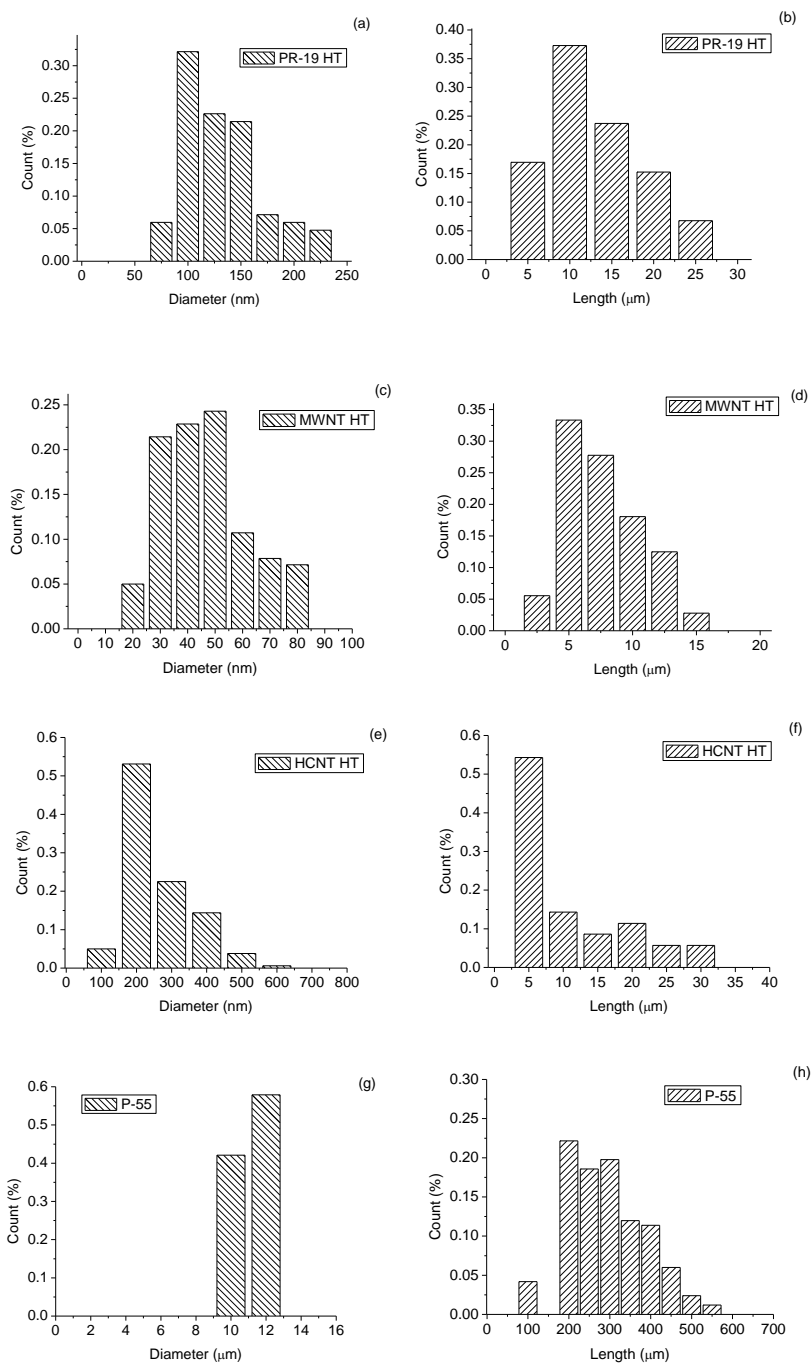 (a)
PR-19 HT
0.30
0.25
0.20
0.15
0.10
0.05
0.00
Count (%)
0 50 100 150 200 250
Diameter (nm)
(b)
PR-19 HT
0.40
0.35
0.30
0.25
0.20
0.15
0.10
0.05
0.00
Count (%)
0 5 10 15 20 25 30
Length (μm)
(c)
MWNT HT
0.25
0.20
0.15
0.10
0.05
0.00
Count (%)
0 10 20 30 40 50 60 70 80 90 100
Diameter (nm)
(d)
MWNT HT
0.35
0.30
0.25
0.20
0.15
0.10
0.05
0.00
Count (%)
0 5 10 15 20
Length (μm)
(e)
HCNT HT
0.6
0.5
0.4
0.3
0.2
0.1
0.0
Count (%)
0 100 200 300 400 500 600 700 800
Diameter (nm)
(f)
HCNT HT
0.6
0.5
0.4
0.3
0.2
0.1
0.0
Count (%)
0 5 10 15 20 25 30 35 40
Length (μm)
(g)
P-55
0.6
0.5
0.4
0.3
0.2
0.1
0.0
Count (%)
0 2 4 6 8 10 12 14 16
Diameter (μm)
(h)
P-55
0.30
0.25
0.20
0.15
0.10
0.05
0.00
Count (%)
0 100 200 300 400 500 600 700
Length (μm)